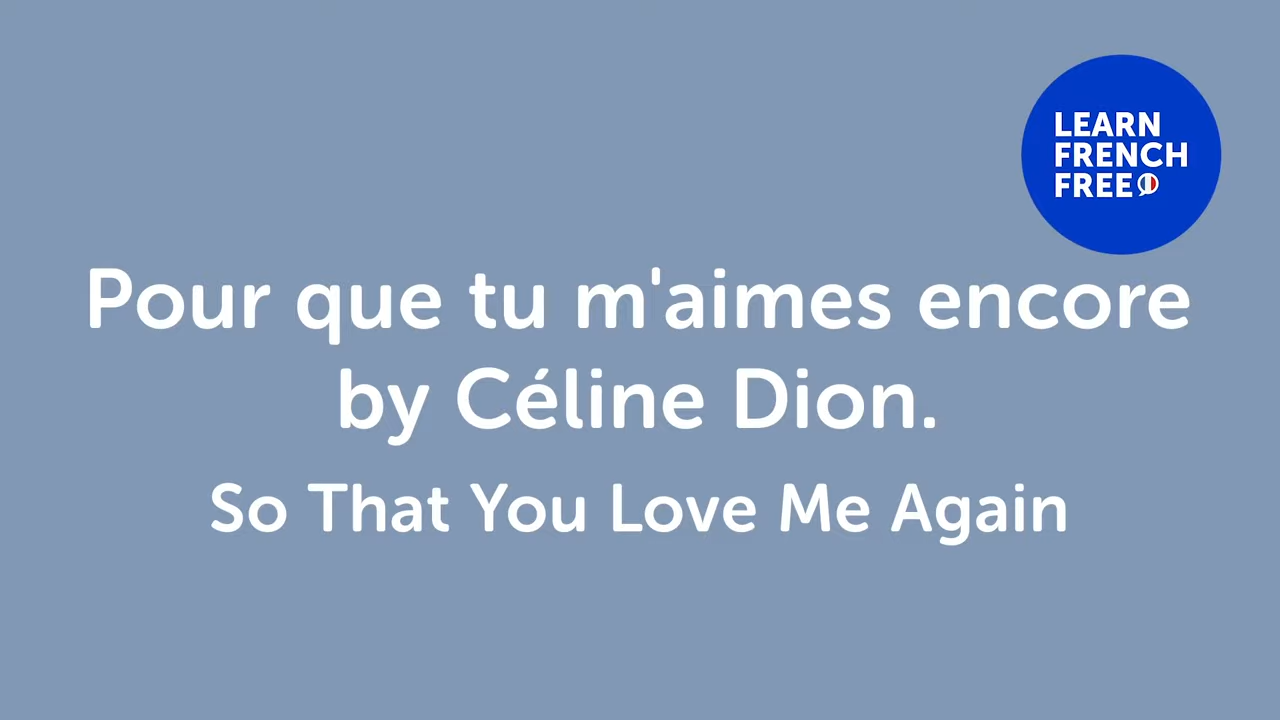 LEARN
FRENCH
FREE
Pour que tu m'aimes encore
by Céline Dion.
So That You Love Me Again